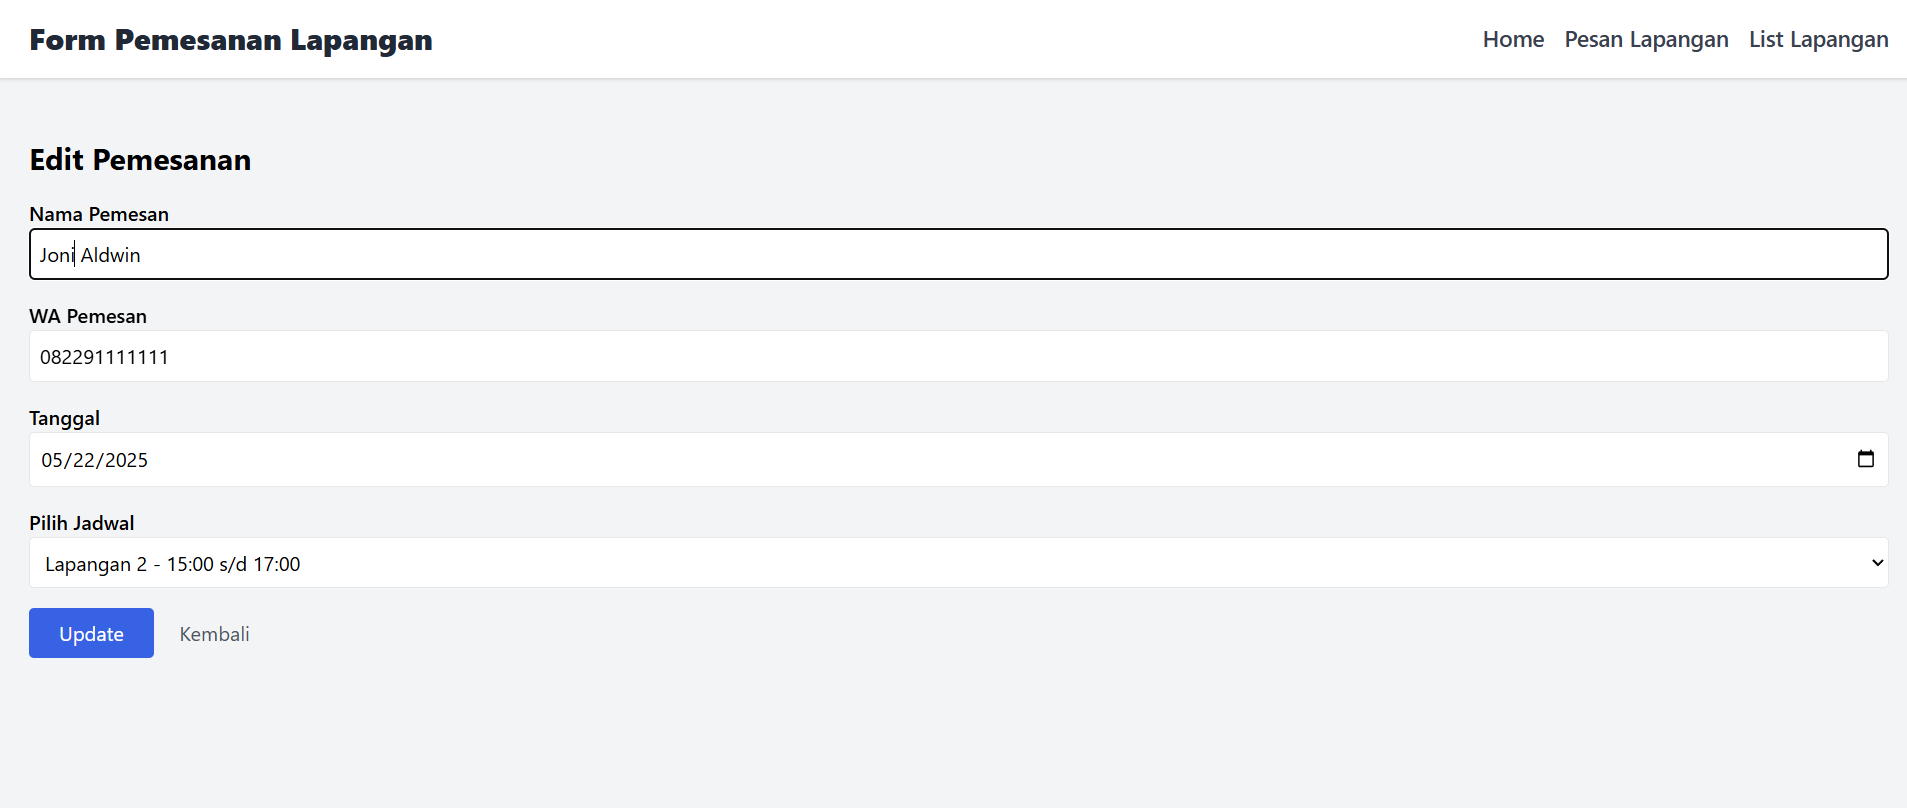 Form Pemesanan Lapangan
Home Pesan Lapangan List Lapangan
Edit Pemesanan
Nama Pemesan
Joni Aldwin
WA Pemesan
082291111111
Tanggal
05/22/2025
Pilih Jadwal
Lapangan 2 - 15:00 s/d 17:00
Update Kembali